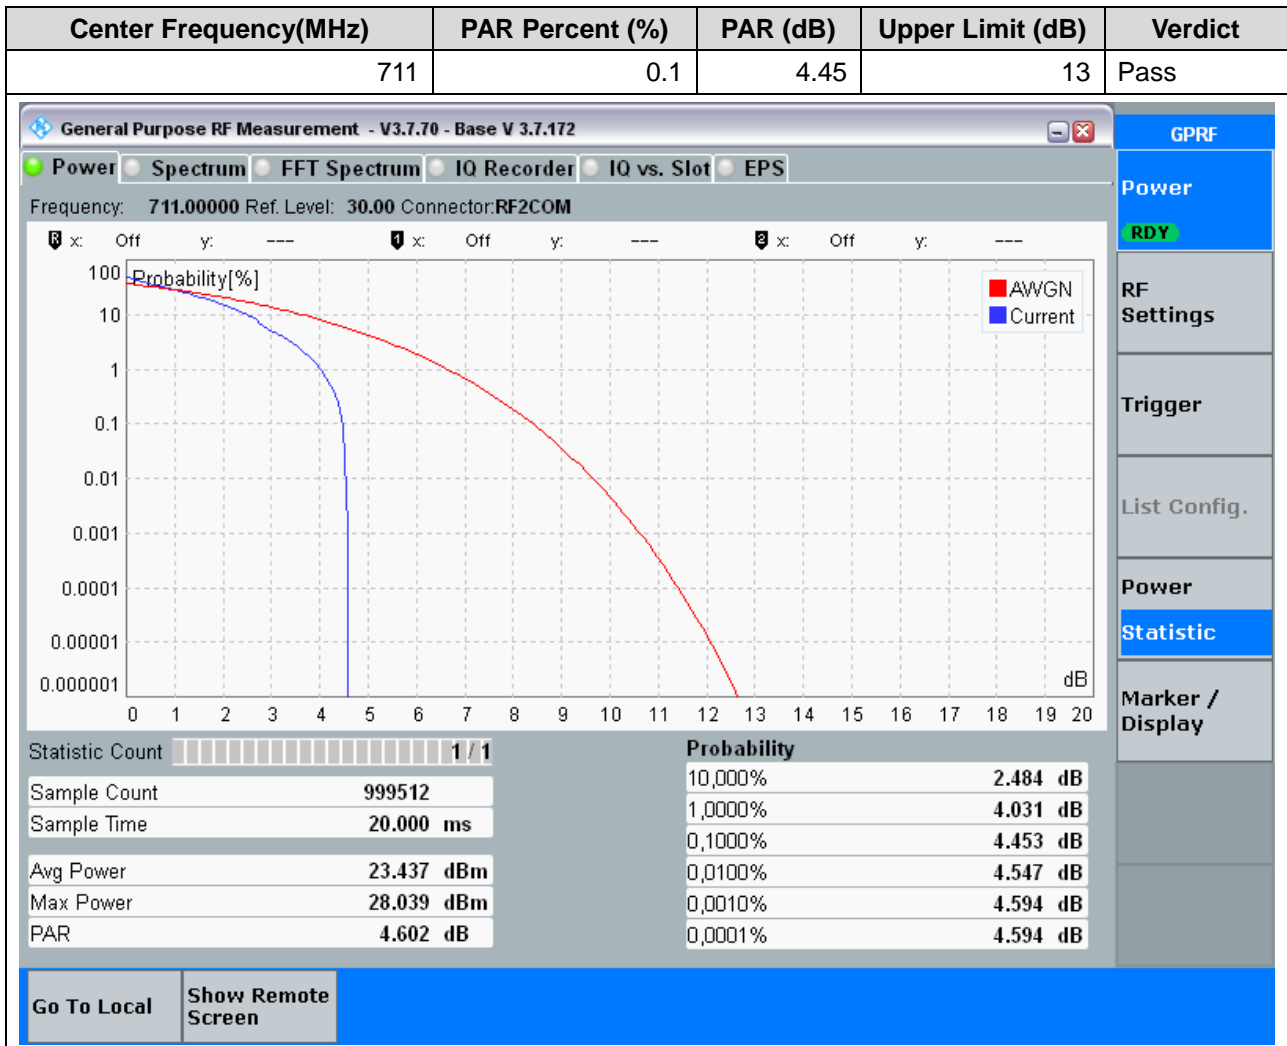 Center Frequency(MHz) PAR Percent (%) PAR (dB) Upper Limit (dB) Verdict
711 0.1 4.45 13 Pass
General Purpose RF Measurement - V3.7.70 - Base V 3.7.172
GPRF
Power Spectrum FFT Spectrum IQ Recorder IQ vs. Slot EPS
Power
RDY
Frequency: 711.00000 Ref. Level: 30.00 Connector:RF2COM
R x: Off y: --- 1 x: Off y: --- 2 x: Off y: ---
Probability[%]
AWGN
Current
100
10
1
0.1
0.01
0.001
0.0001
0.00001
0.000001
dB
0 1 2 3 4 5 6 7 8 9 10 11 12 13 14 15 16 17 18 19 20
RF
Settings
Trigger
List Config.
Power
Statistic
Marker /
Display
Statistic Count 1 / 1
Sample Count 999512
Sample Time 20.000 ms
Avg Power 23.437 dBm
Max Power 28.039 dBm
PAR 4.602 dB
Probability
10,000% 2.484 dB
1,0000% 4.031 dB
0,1000% 4.453 dB
0,0100% 4.547 dB
0,0010% 4.594 dB
0,0001% 4.594 dB
Go To Local
Show Remote
Screen